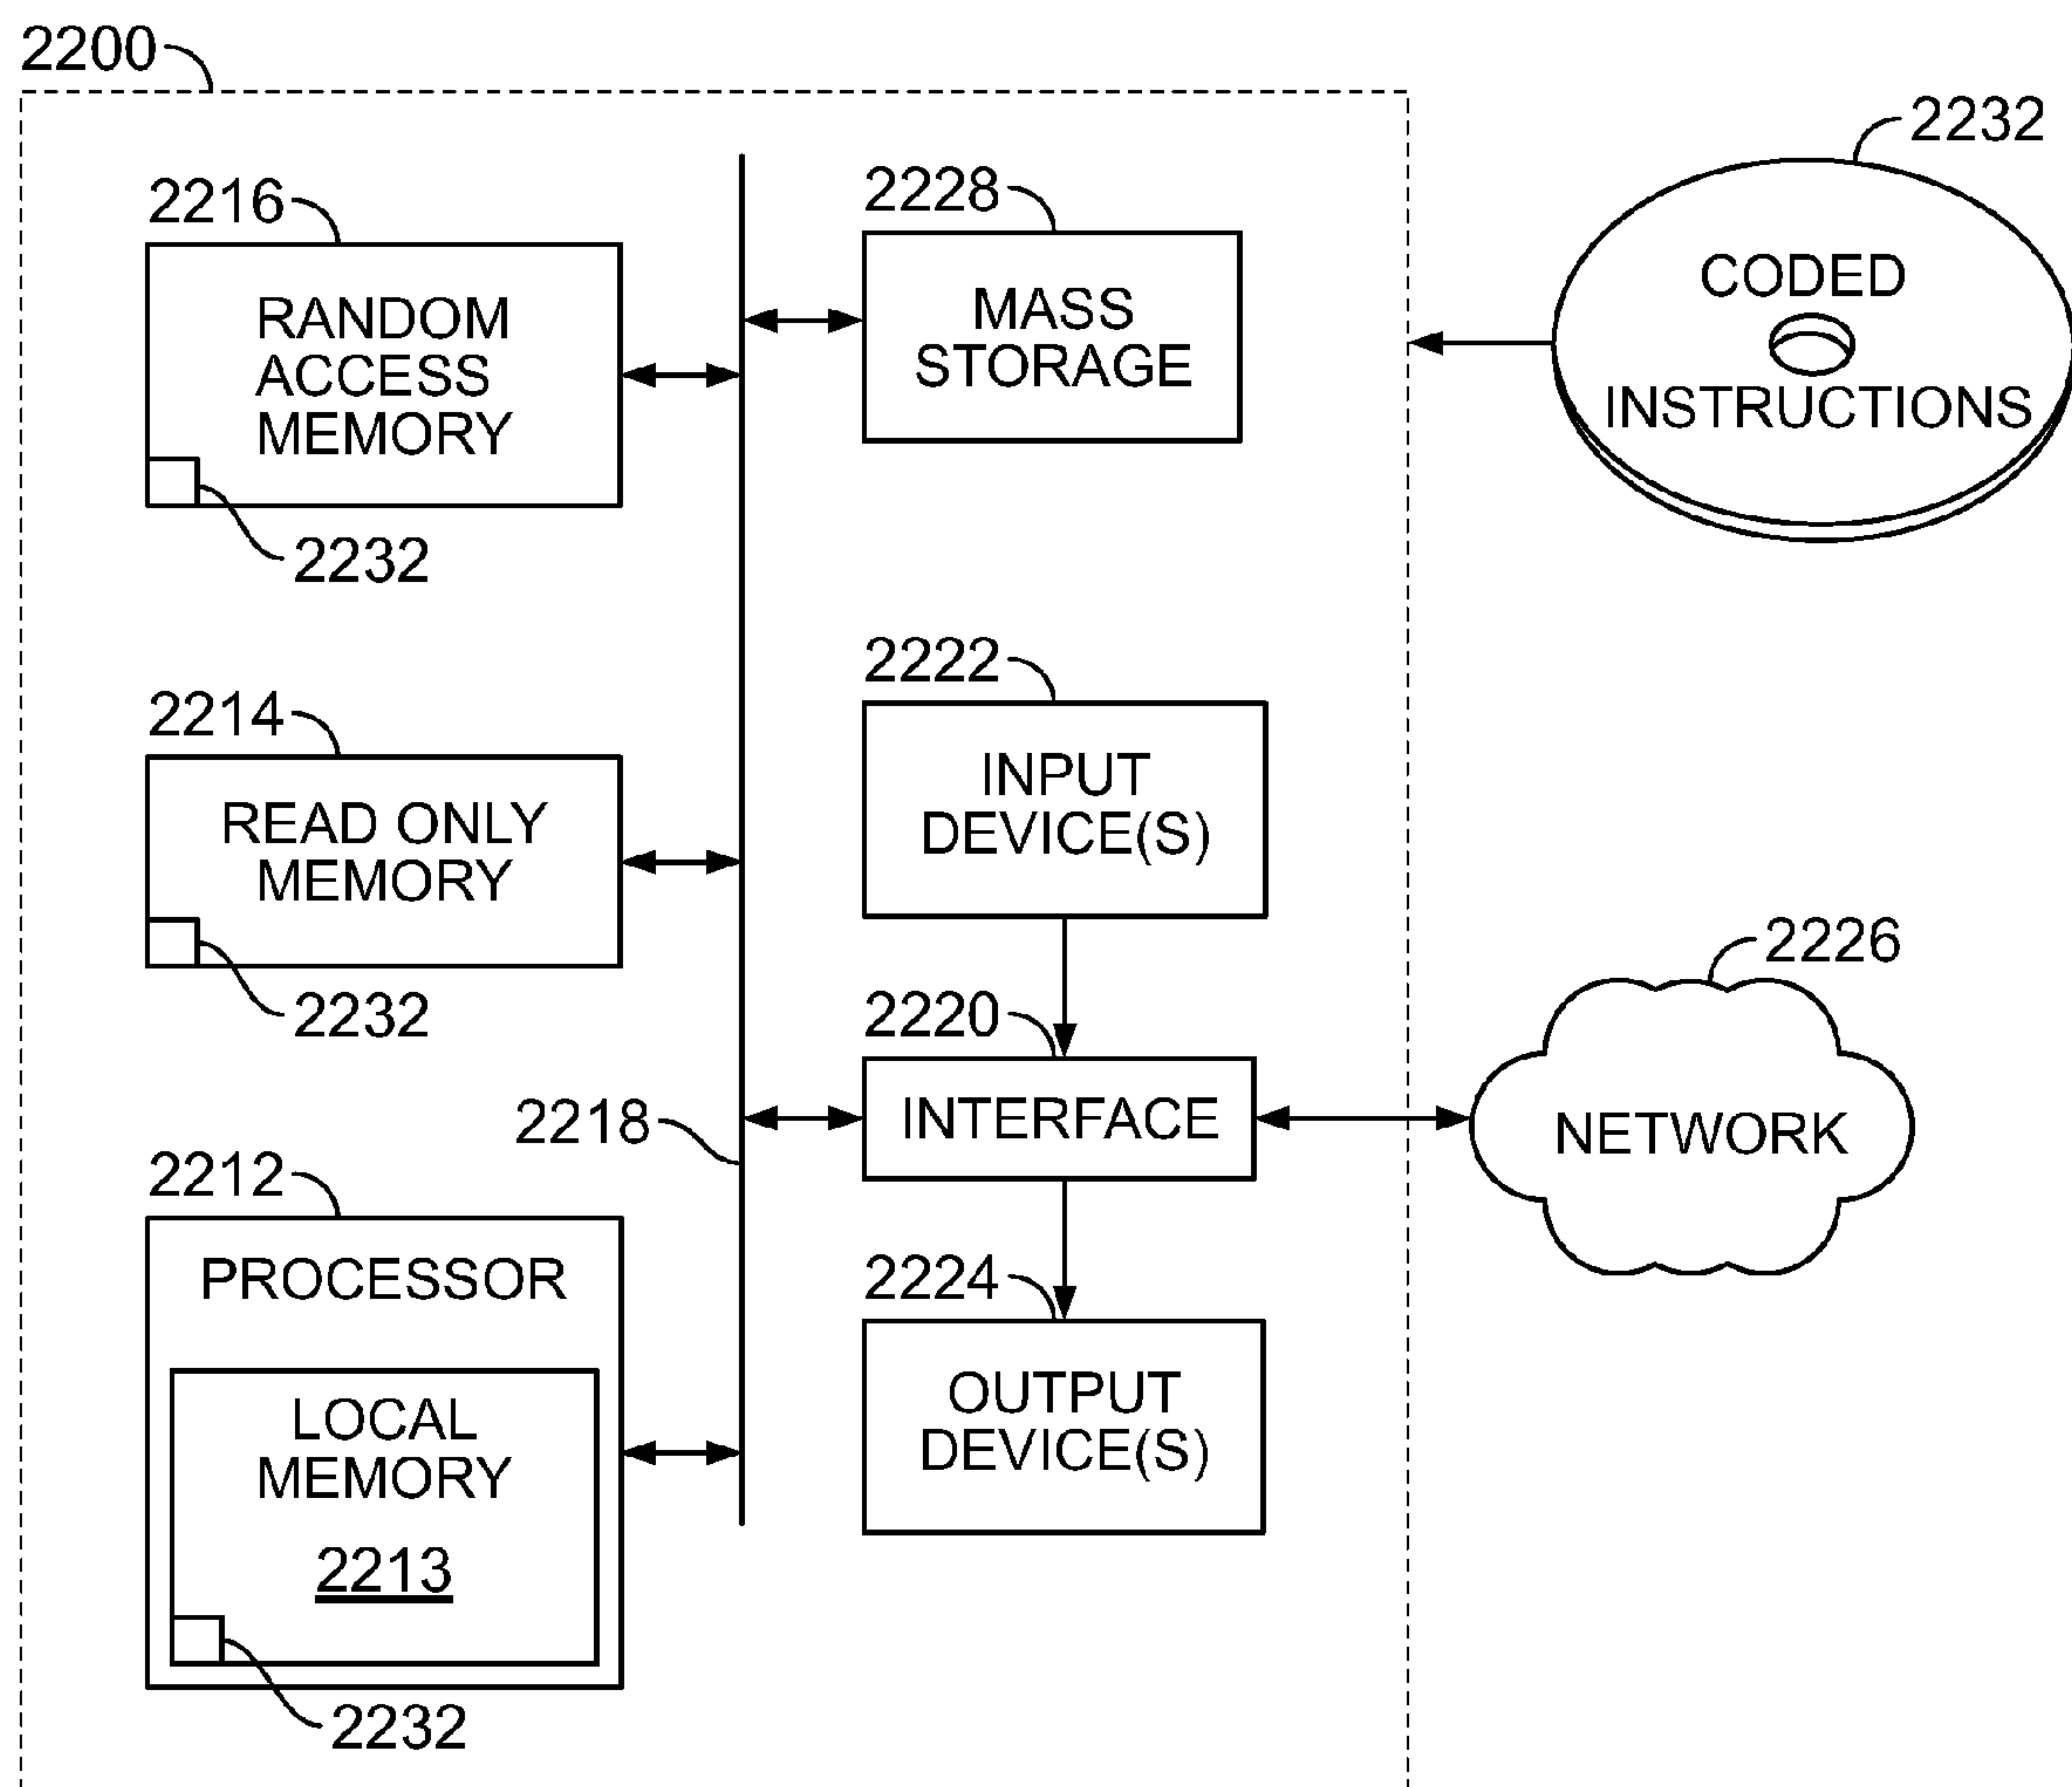 2200
2216
RANDOM
ACCESS
MEMORY
2232
2228
MASS
STORAGE
2232
CODED
INSTRUCTIONS
2214
READ ONLY
MEMORY
2232
2222
INPUT
DEVICE(S)
2220
INTERFACE
2226
NETWORK
2218
2212
PROCESSOR
LOCAL
MEMORY
2213
2232
2224
OUTPUT
DEVICE(S)